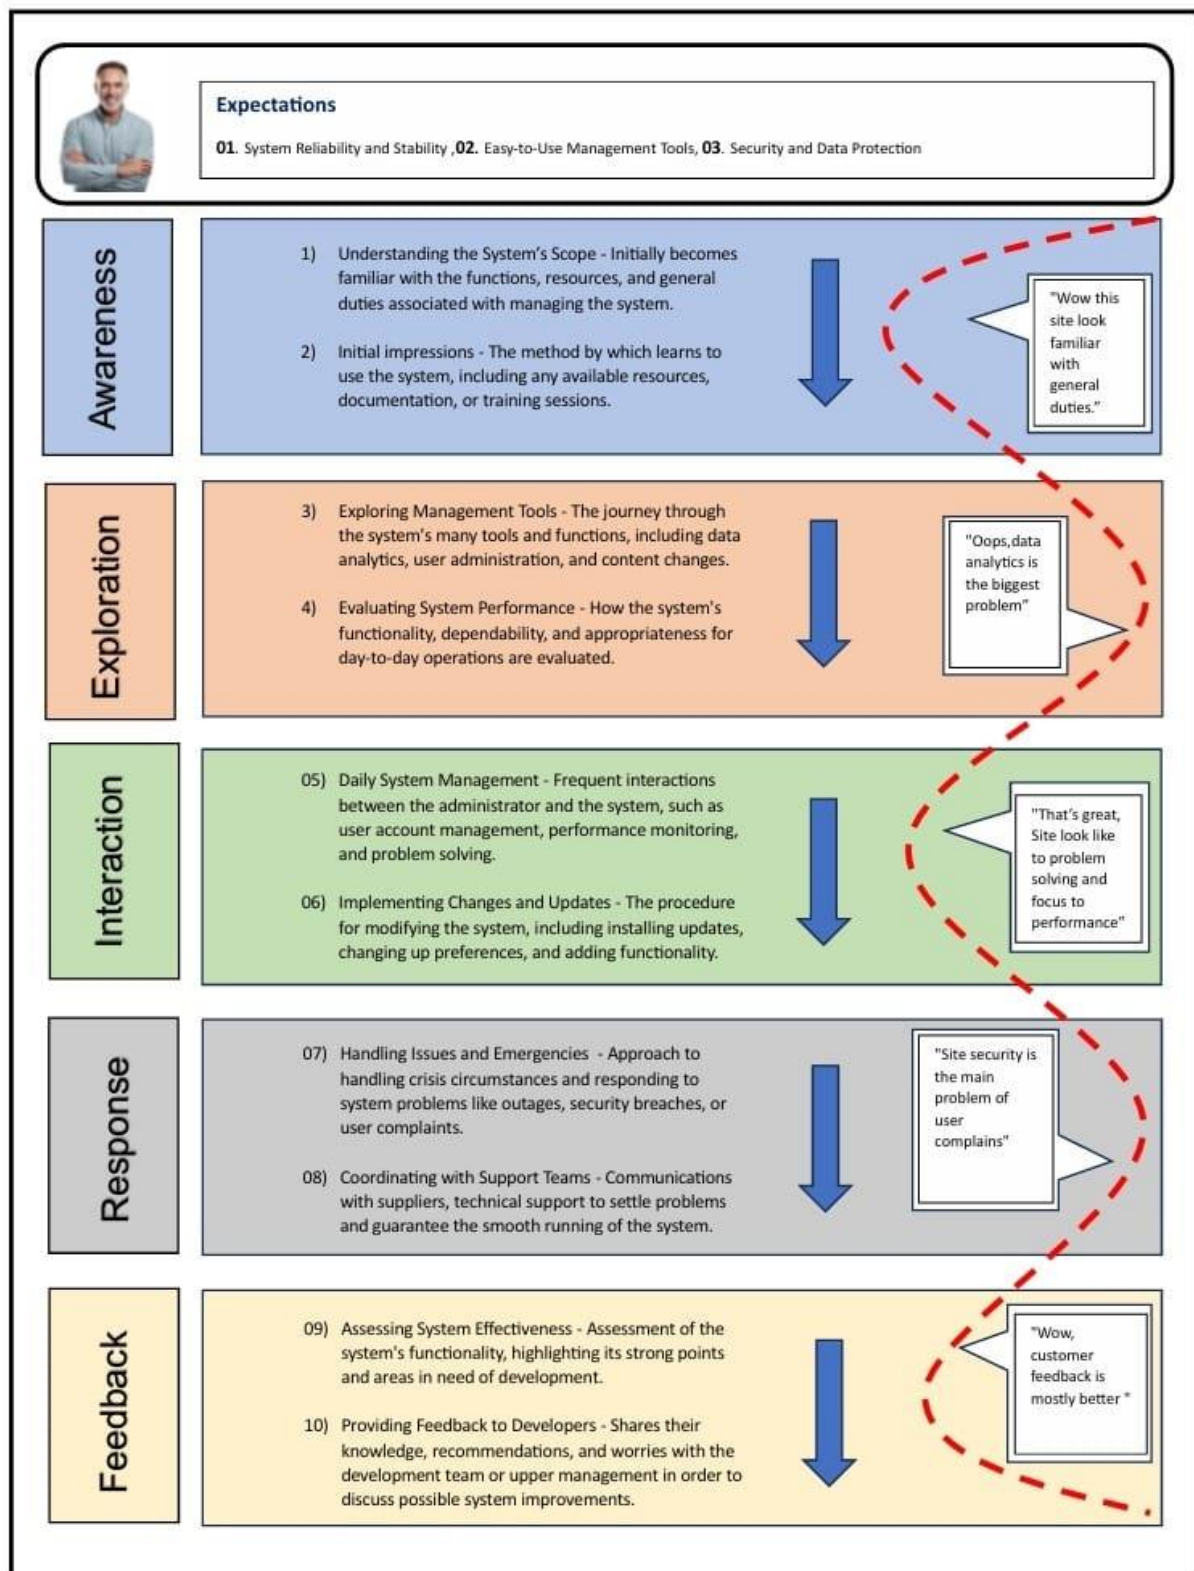 Expectations
01. System Reliability and Stability ,02. Easy-to-Use Management Tools, 03. Security and Data Protection
Awareness
1) Understanding the System's Scope - Initially becomes
familiar with the functions, resources, and general
duties associated with managing the system.
2) Initial impressions - The method by which learns to
use the system, including any available resources,
documentation, or training sessions.
"Wow this
site look
familiar
with
general
duties."
Exploration
3) Exploring Management Tools - The journey through
the system's many tools and functions, including data
analytics, user administration, and content changes.
4) Evaluating System Performance - How the system's
functionality, dependability, and appropriateness for
day-to-day operations are evaluated.
"Oops,data
analytics is
the biggest
problem"
Interaction
05) Daily System Management - Frequent interactions
between the administrator and the system, such as
user account management, performance monitoring,
and problem solving.
06) Implementing Changes and Updates - The procedure
for modifying the system, including installing updates,
changing up preferences, and adding functionality.
"That's great,
Site look like
to problem
solving and
focus to
performance"
Response
07) Handling Issues and Emergencies - Approach to
handling crisis circumstances and responding to
system problems like outages, security breaches, or
user complaints.
08) Coordinating with Support Teams - Communications
with suppliers, technical support to settle problems
and guarantee the smooth running of the system.
"Site security is
the main
problem of
user
complains"
Feedback
09) Assessing System Effectiveness - Assessment of the
system's functionality, highlighting its strong points
and areas in need of development.
10) Providing Feedback to Developers - Shares their
knowledge, recommendations, and worries with the
development team or upper management in order to
discuss possible system improvements.
"Wow,
customer
feedback is
mostly better "